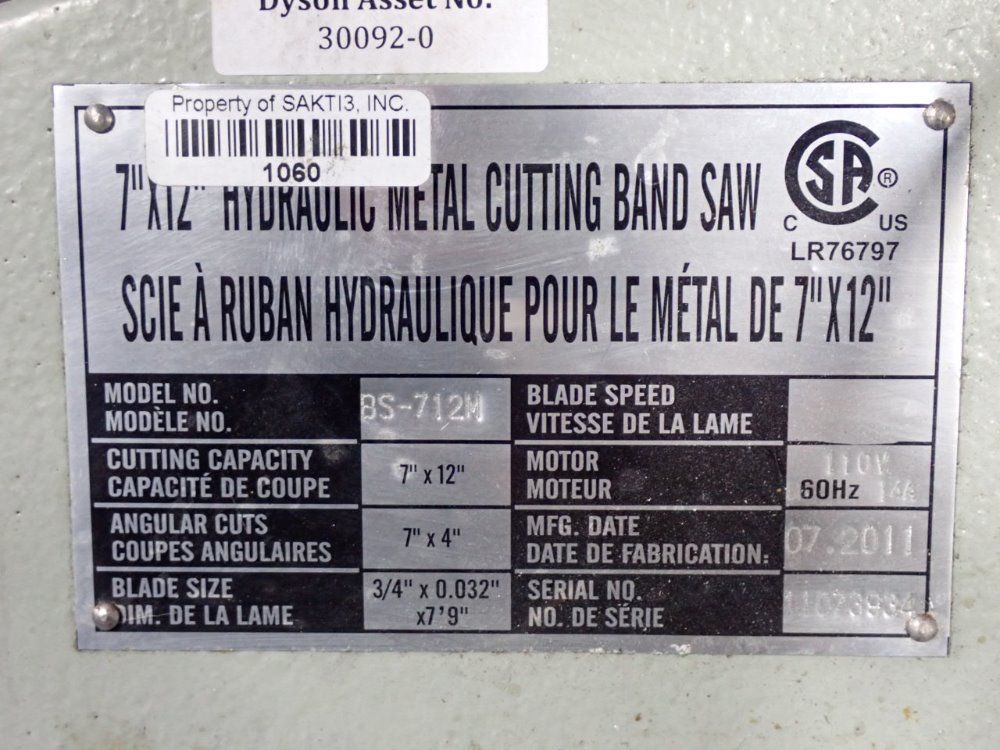 Dyson Asset No.
30092-0
Property of SAKTI3, INC.
1060
7"X12" HYDRAULIC METAL CUTTING BAND SAW
CSA ®
C US
LR76797
SCIE À RUBAN HYDRAULIQUE POUR LE MÉTAL DE 7"X12"
MODEL NO.
MODÈLE NO.
BS-712M
BLADE SPEED
VITESSE DE LA LAME
CUTTING CAPACITY
CAPACITÉ DE COUPE
7" x 12"
MOTOR
MOTEUR
110V
60Hz 14A
ANGULAR CUTS
COUPES ANGULAIRES
7" x 4"
MFG. DATE
DATE DE FABRICATION:
07.2011
BLADE SIZE
DIM. DE LA LAME
3/4" x 0.032"
x7'9"
SERIAL NO.
NO. DE SÉRIE